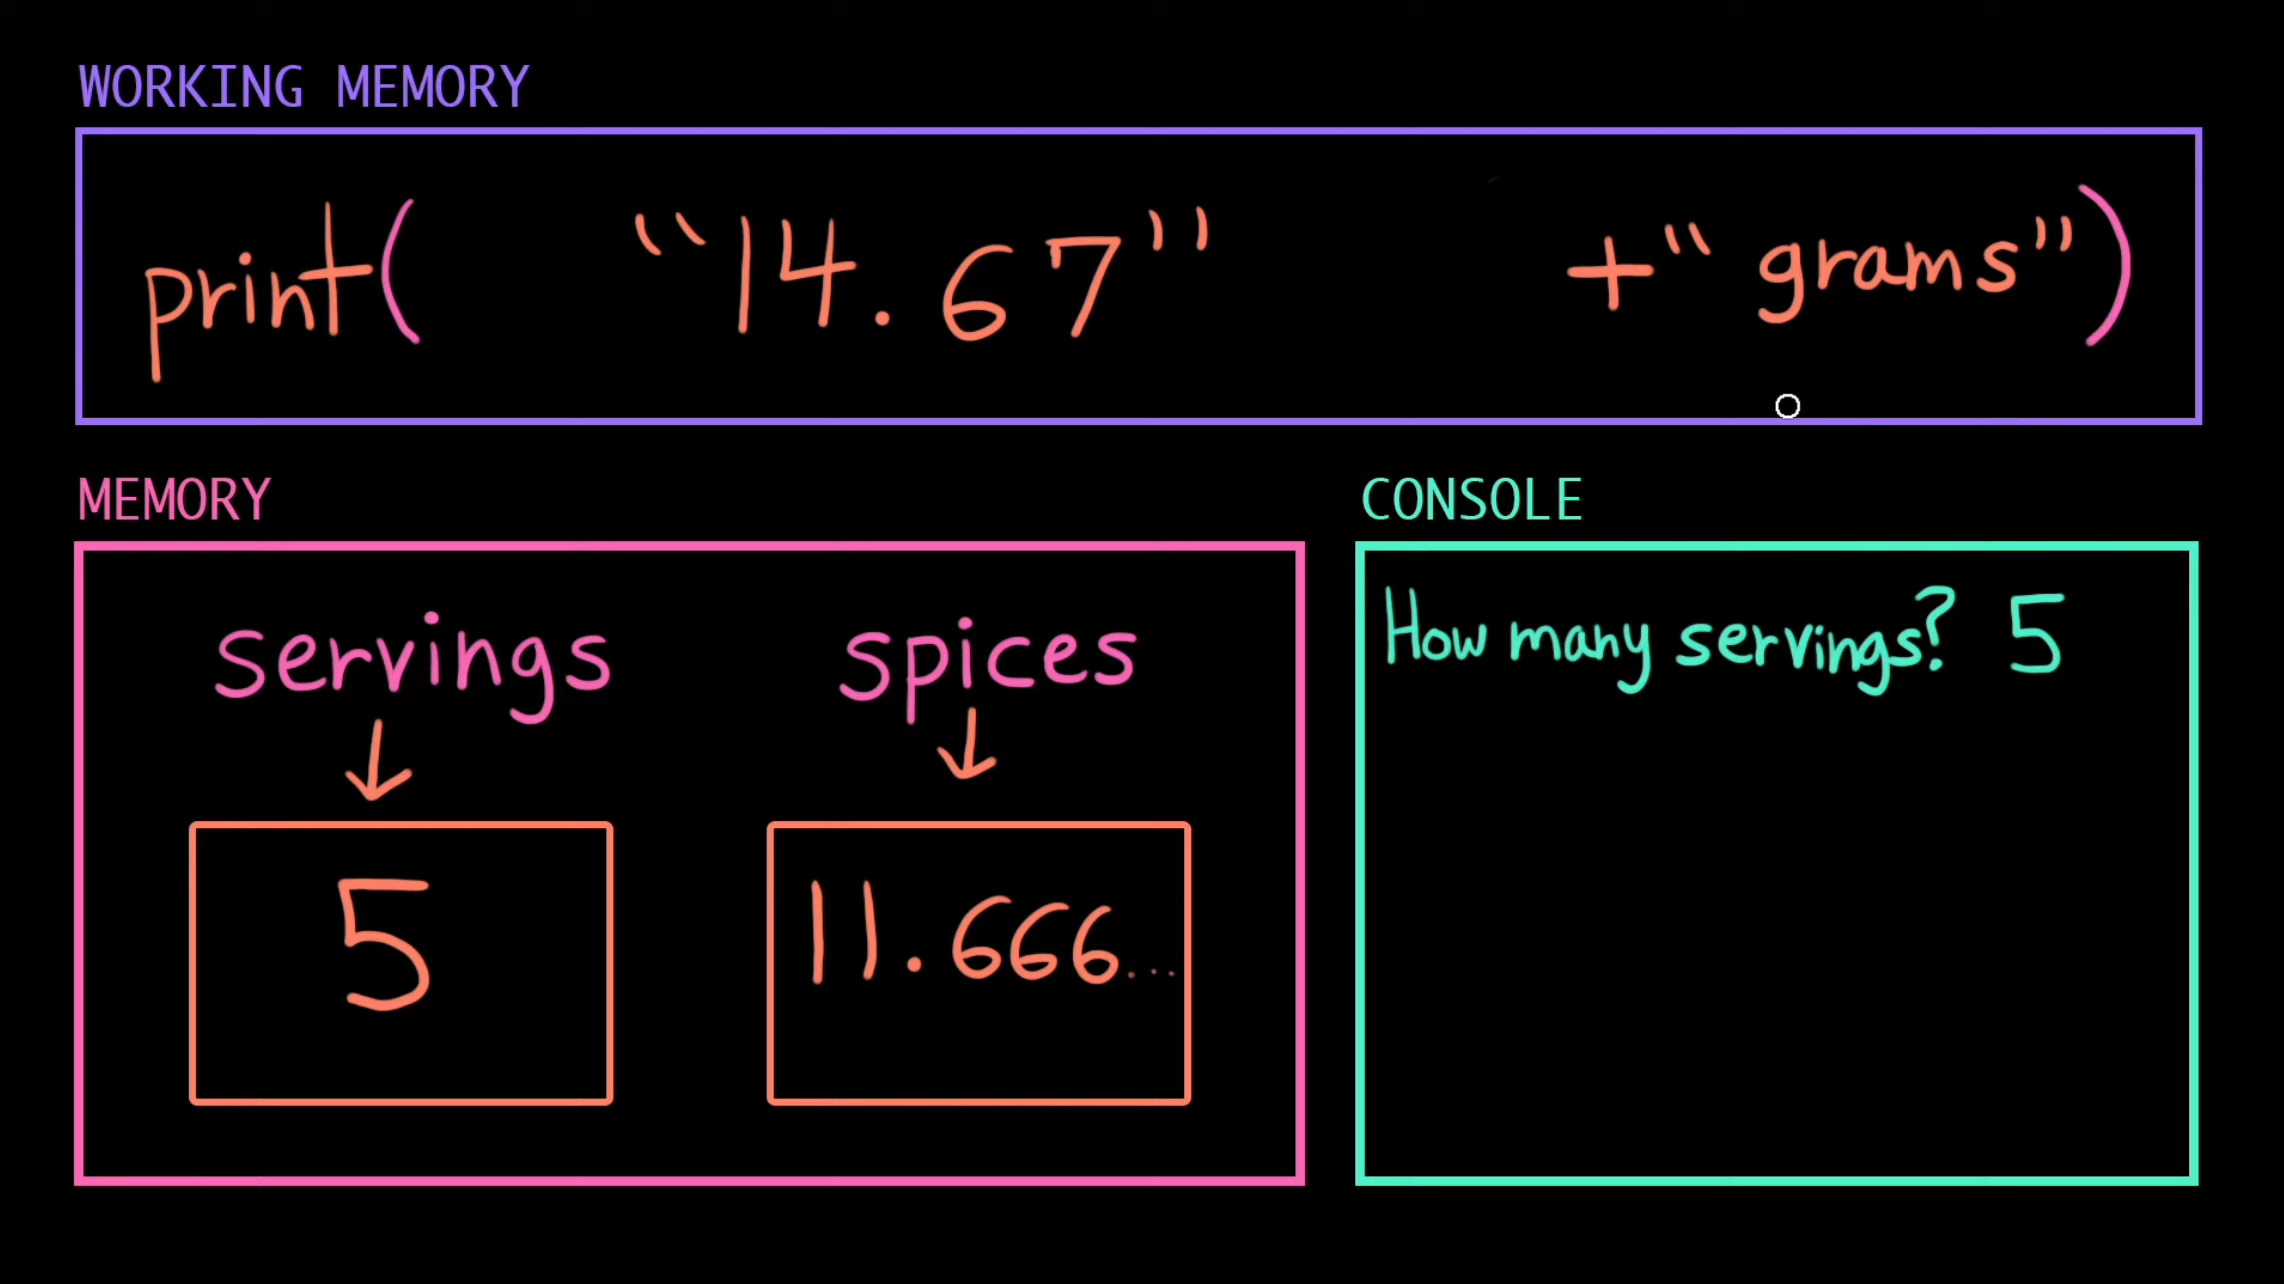 WORKING MEMORY
print( “14.67” +“ grams”)
MEMORY
servings spices
5 11.666...
CONSOLE
How many servings? 5